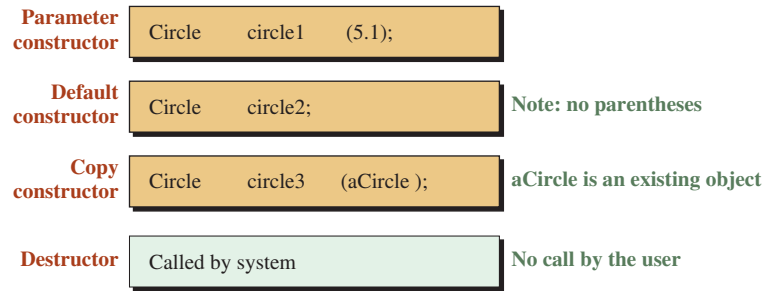 Parameter
constructor
Circle circle1 (5.1);
Default
constructor
Circle circle2;
Note: no parentheses
Copy
constructor
Circle circle3 (aCircle );
aCircle is an existing object
Destructor
Called by system
No call by the user